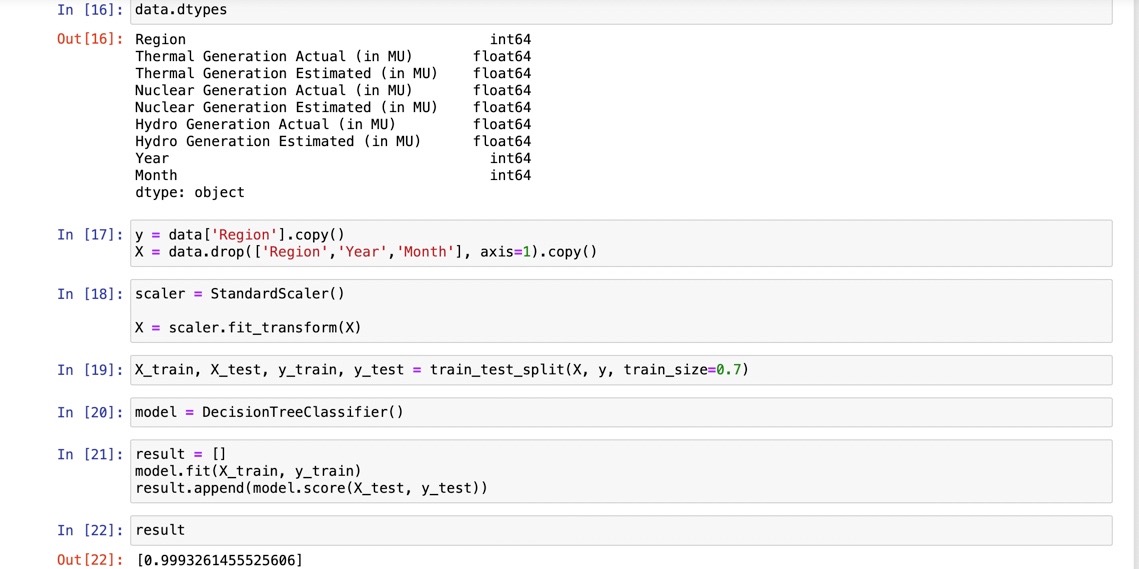 In [16]: data.dtypes
Out[16]: Region int64
Thermal Generation Actual (in MU) float64
Thermal Generation Estimated (in MU) float64
Nuclear Generation Actual (in MU) float64
Nuclear Generation Estimated (in MU) float64
Hydro Generation Actual (in MU) float64
Hydro Generation Estimated (in MU) float64
Year int64
Month int64
dtype: object
In [17]: y = data['Region'].copy()
X = data.drop(['Region','Year','Month'], axis=1).copy()
In [18]: scaler = StandardScaler()
X = scaler.fit_transform(X)
In [19]: X_train, X_test, y_train, y_test = train_test_split(X, y, train_size=0.7)
In [20]: model = DecisionTreeClassifier()
In [21]: result = []
model.fit(X_train, y_train)
result.append(model.score(X_test, y_test))
In [22]: result
Out[22]: [0.9993261455525606]